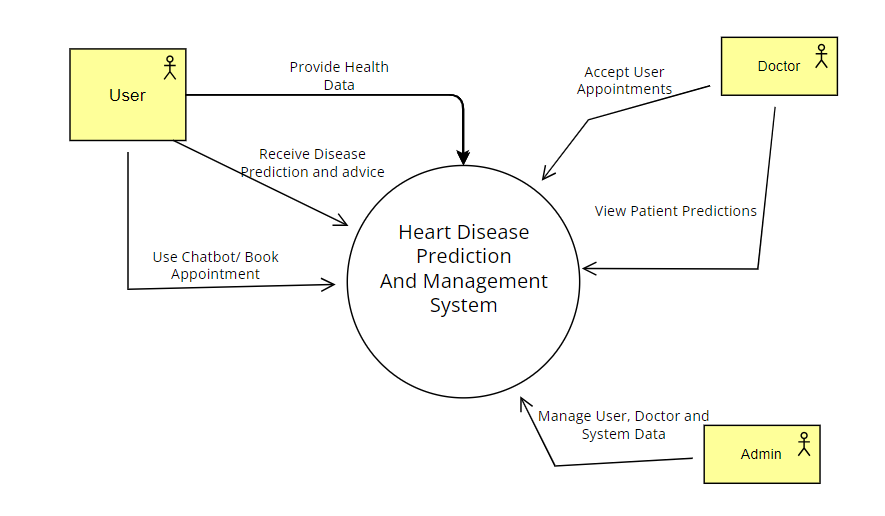 User
Provide Health
Data
Accept User
Appointments
Doctor
Receive Disease
Prediction and advice
View Patient Predictions
Use Chatbot/ Book
Appointment
Heart Disease
Prediction
And Management
System
Manage User, Doctor and
System Data
Admin